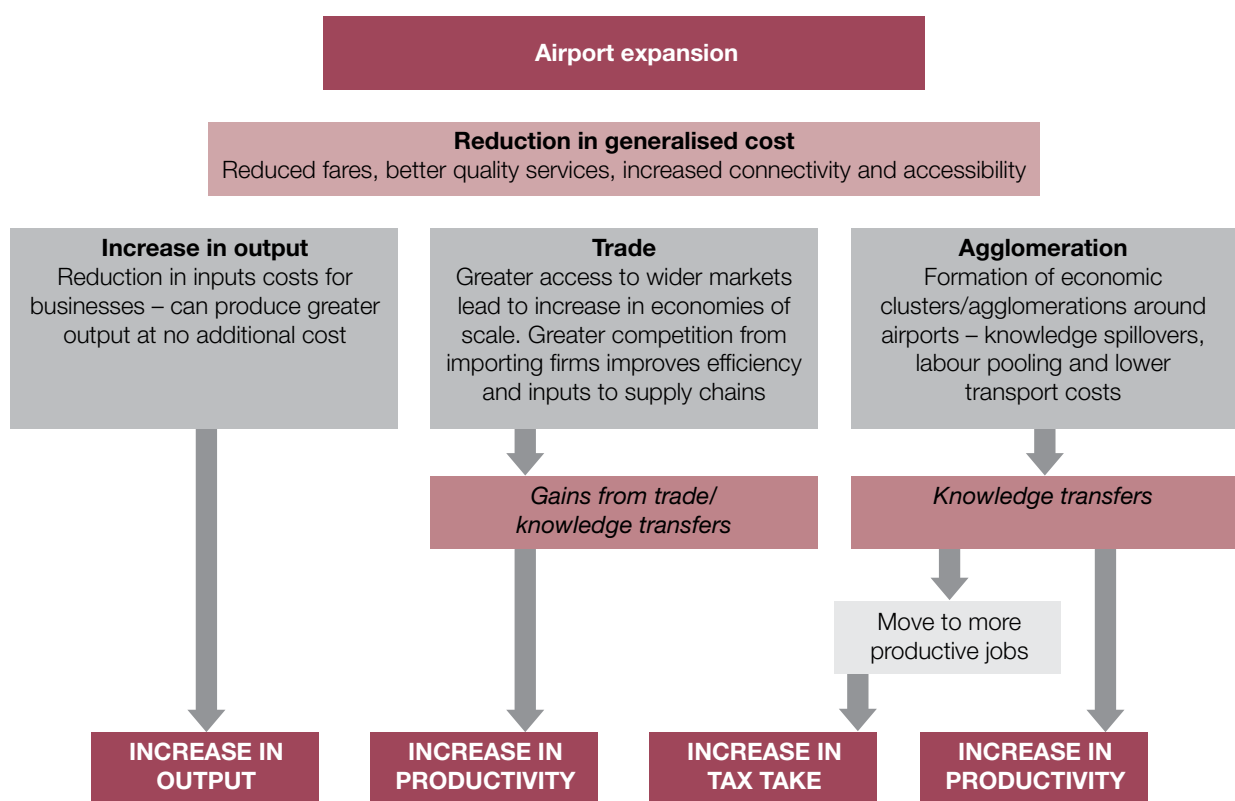 Airport expansion
Reduction in generalised cost
Reduced fares, better quality services, increased connectivity and accessibility
Increase in output
Reduction in inputs costs for
businesses – can produce greater
output at no additional cost
Trade
Greater access to wider markets
lead to increase in economies of
scale. Greater competition from
importing firms improves efficiency
and inputs to supply chains
Agglomeration
Formation of economic
clusters/agglomerations around
airports – knowledge spillovers,
labour pooling and lower
transport costs
Gains from trade/
knowledge transfers
Knowledge transfers
Move to more
productive jobs
INCREASE IN
OUTPUT
INCREASE IN
PRODUCTIVITY
INCREASE IN
TAX TAKE
INCREASE IN
PRODUCTIVITY